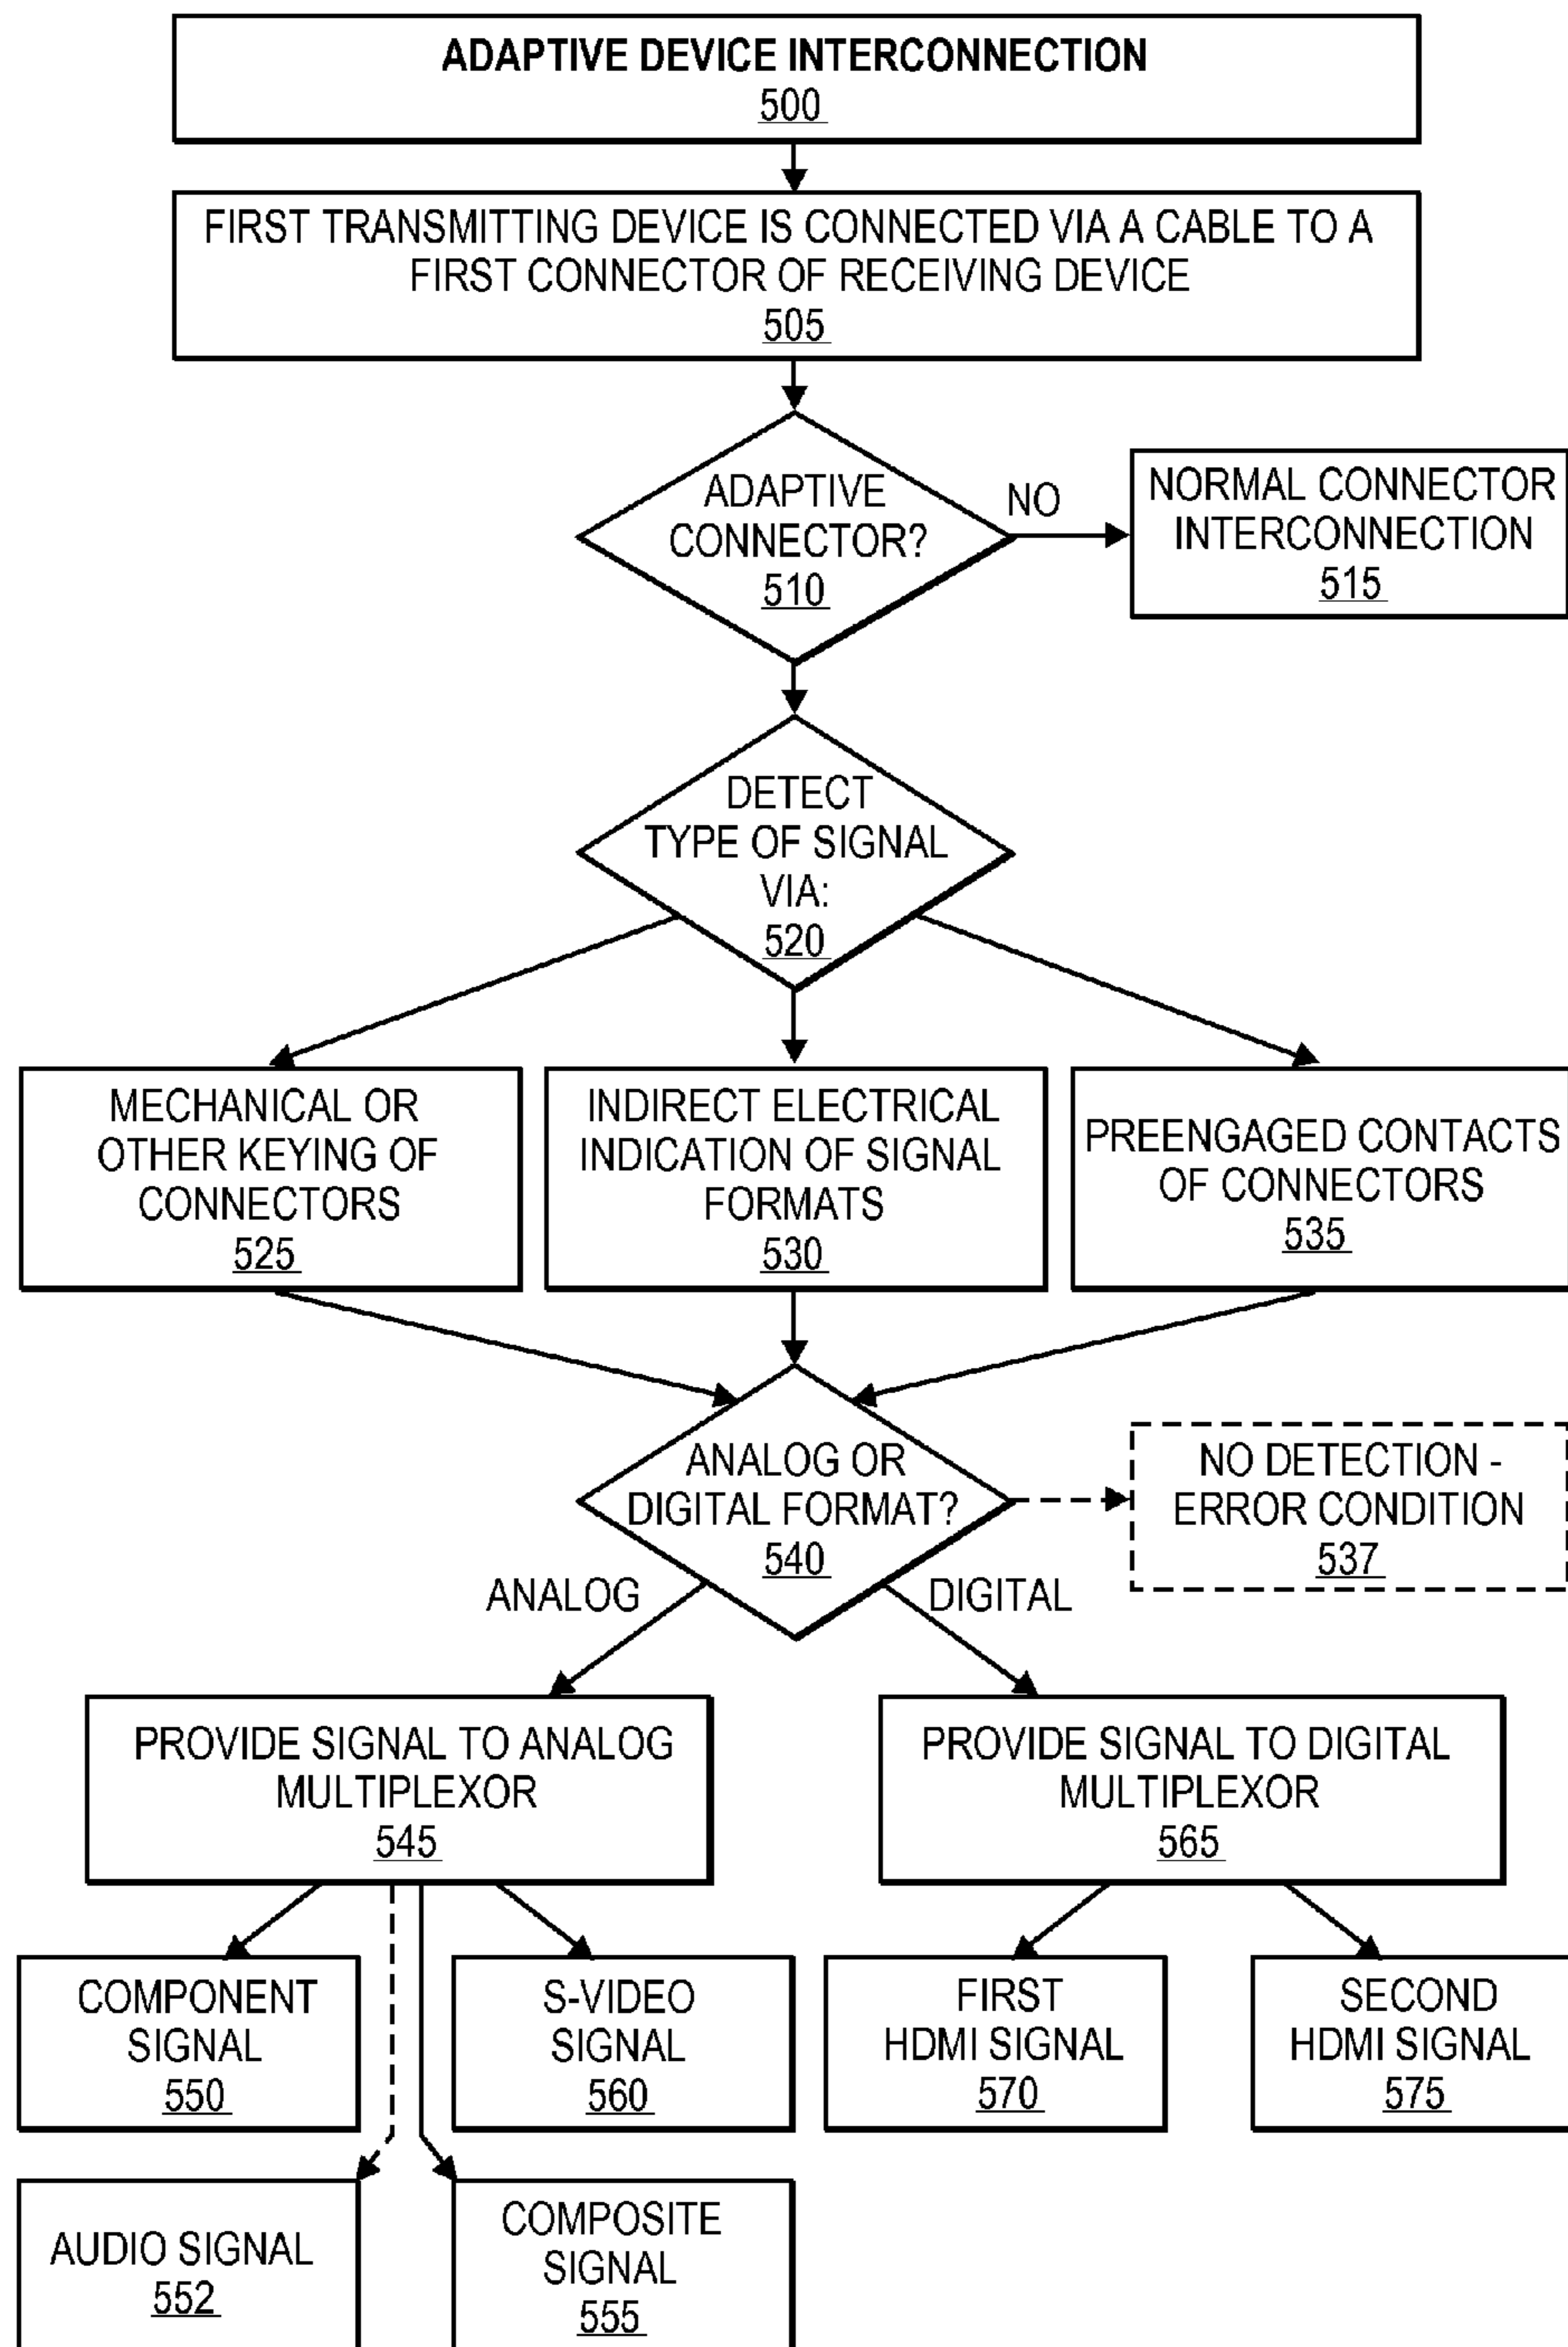 ADAPTIVE DEVICE INTERCONNECTION
500
FIRST TRANSMITTING DEVICE IS CONNECTED VIA A CABLE TO A
FIRST CONNECTOR OF RECEIVING DEVICE
505
ADAPTIVE
CONNECTOR?
510
NO
NORMAL CONNECTOR
INTERCONNECTION
515
DETECT
TYPE OF SIGNAL
VIA:
520
MECHANICAL OR
OTHER KEYING OF
CONNECTORS
525
INDIRECT ELECTRICAL
INDICATION OF SIGNAL
FORMATS
530
PREENGAGED CONTACTS
OF CONNECTORS
535
ANALOG OR
DIGITAL FORMAT?
540
NO DETECTION -
ERROR CONDITION
537
ANALOG
DIGITAL
PROVIDE SIGNAL TO ANALOG
MULTIPLEXOR
545
PROVIDE SIGNAL TO DIGITAL
MULTIPLEXOR
565
COMPONENT
SIGNAL
550
S-VIDEO
SIGNAL
560
FIRST
HDMI SIGNAL
570
SECOND
HDMI SIGNAL
575
AUDIO SIGNAL
552
COMPOSITE
SIGNAL
555